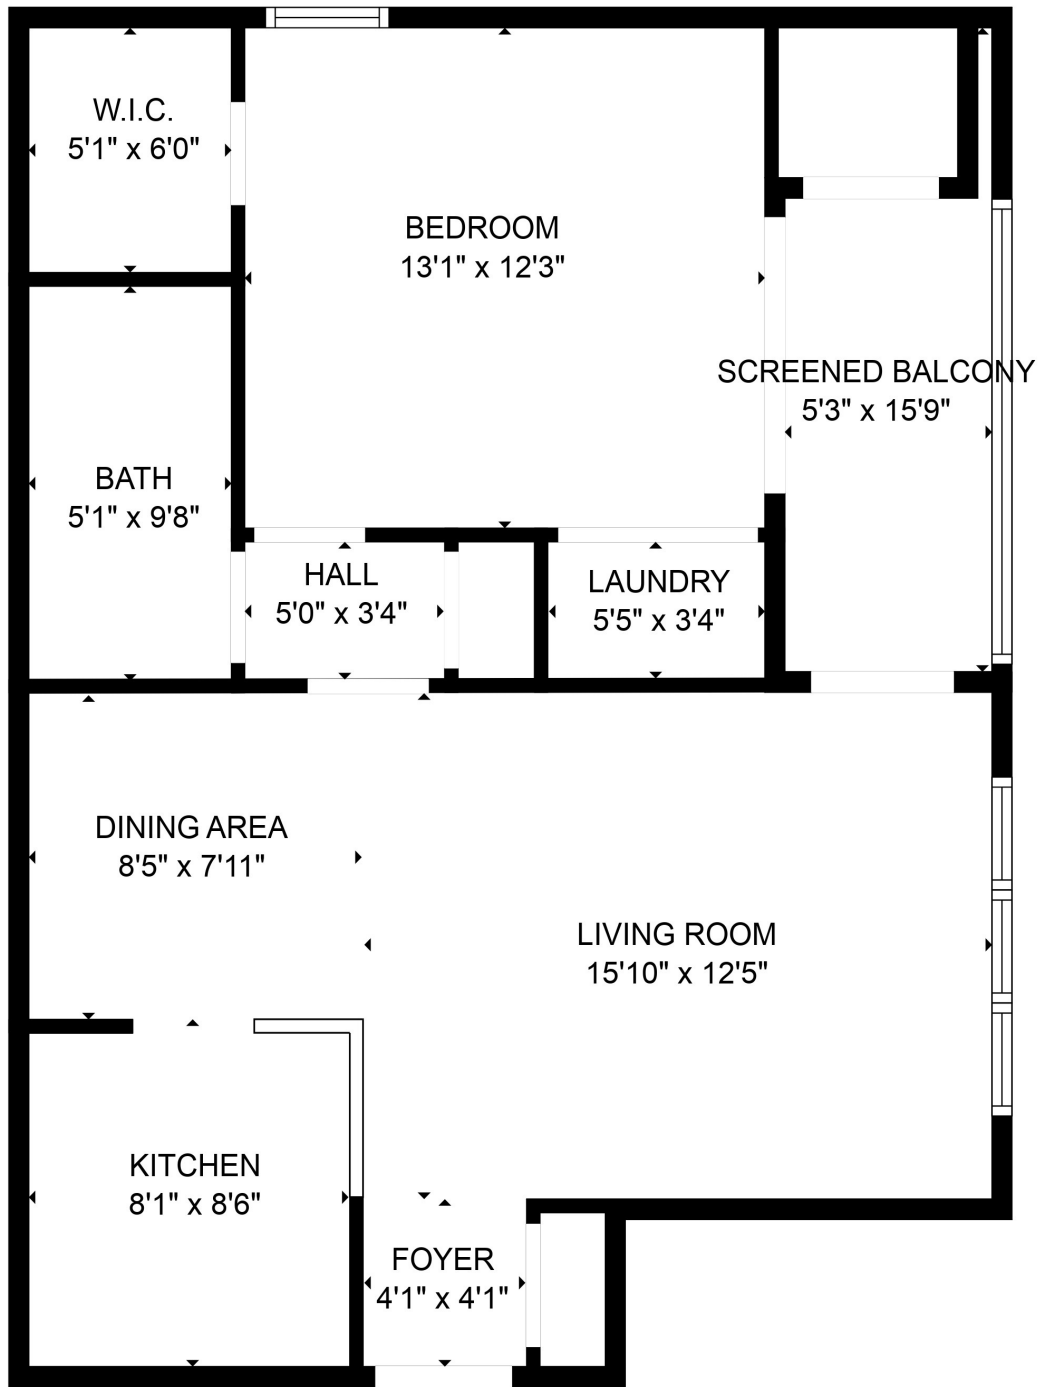 W.I.C.
5'1" x 6'0"
BEDROOM
13'1" x 12'3"
SCREENED BALCONY
5'3" x 15'9"
BATH
5'1" x 9'8"
HALL
5'0" x 3'4"
LAUNDRY
5'5" x 3'4"
DINING AREA
8'5" x 7'11"
LIVING ROOM
15'10" x 12'5"
KITCHEN
8'1" x 8'6"
FOYER
4'1" x 4'1"